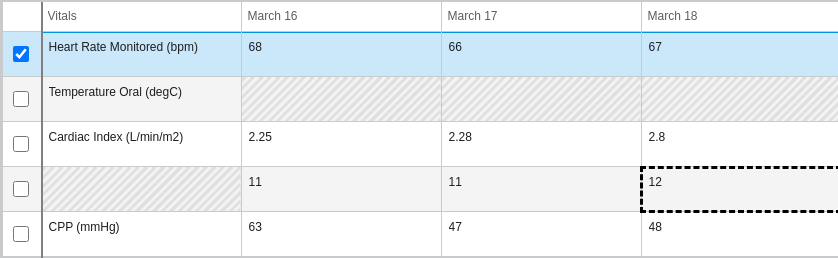 Vitals March 16 March 17 March 18
Heart Rate Monitored (bpm) 68 66 67
Temperature Oral (degC)
Cardiac Index (L/min/m2) 2.25 2.28 2.8
11 11 12
CPP (mmHg) 63 47 48